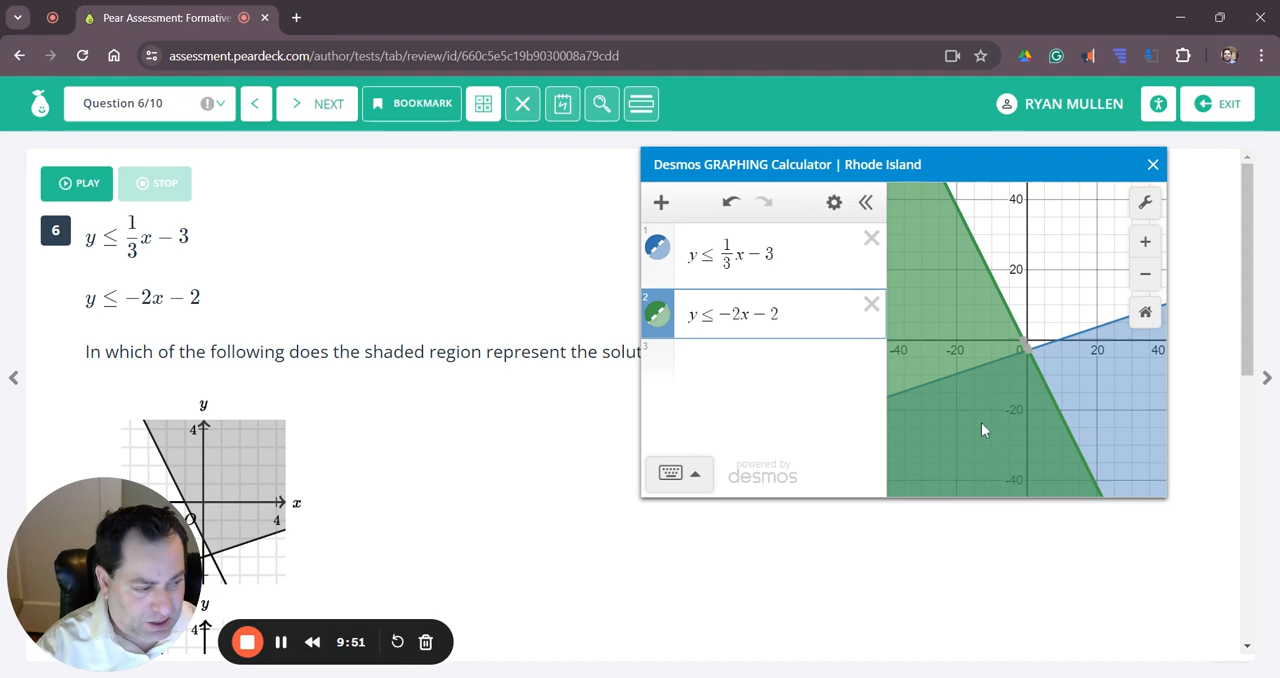 Pear Assessment: Formative
assessment.peardeck.com/author/tests/tab/review/id/660c5e5c19b9030008a79cdd
Question 6/10
NEXT
BOOKMARK
RYAN MULLEN
EXIT
PLAY
STOP
6
y ≤ 1/3 x − 3
y ≤ −2x − 2
In which of the following does the shaded region represent the solut
y
4
x
O
4
y
4
Desmos GRAPHING Calculator | Rhode Island
1
y ≤ 1/3 x − 3
2
y ≤ −2x − 2
3
powered by
desmos
40
20
-40
-20
0
20
40
-20
-40
9:51